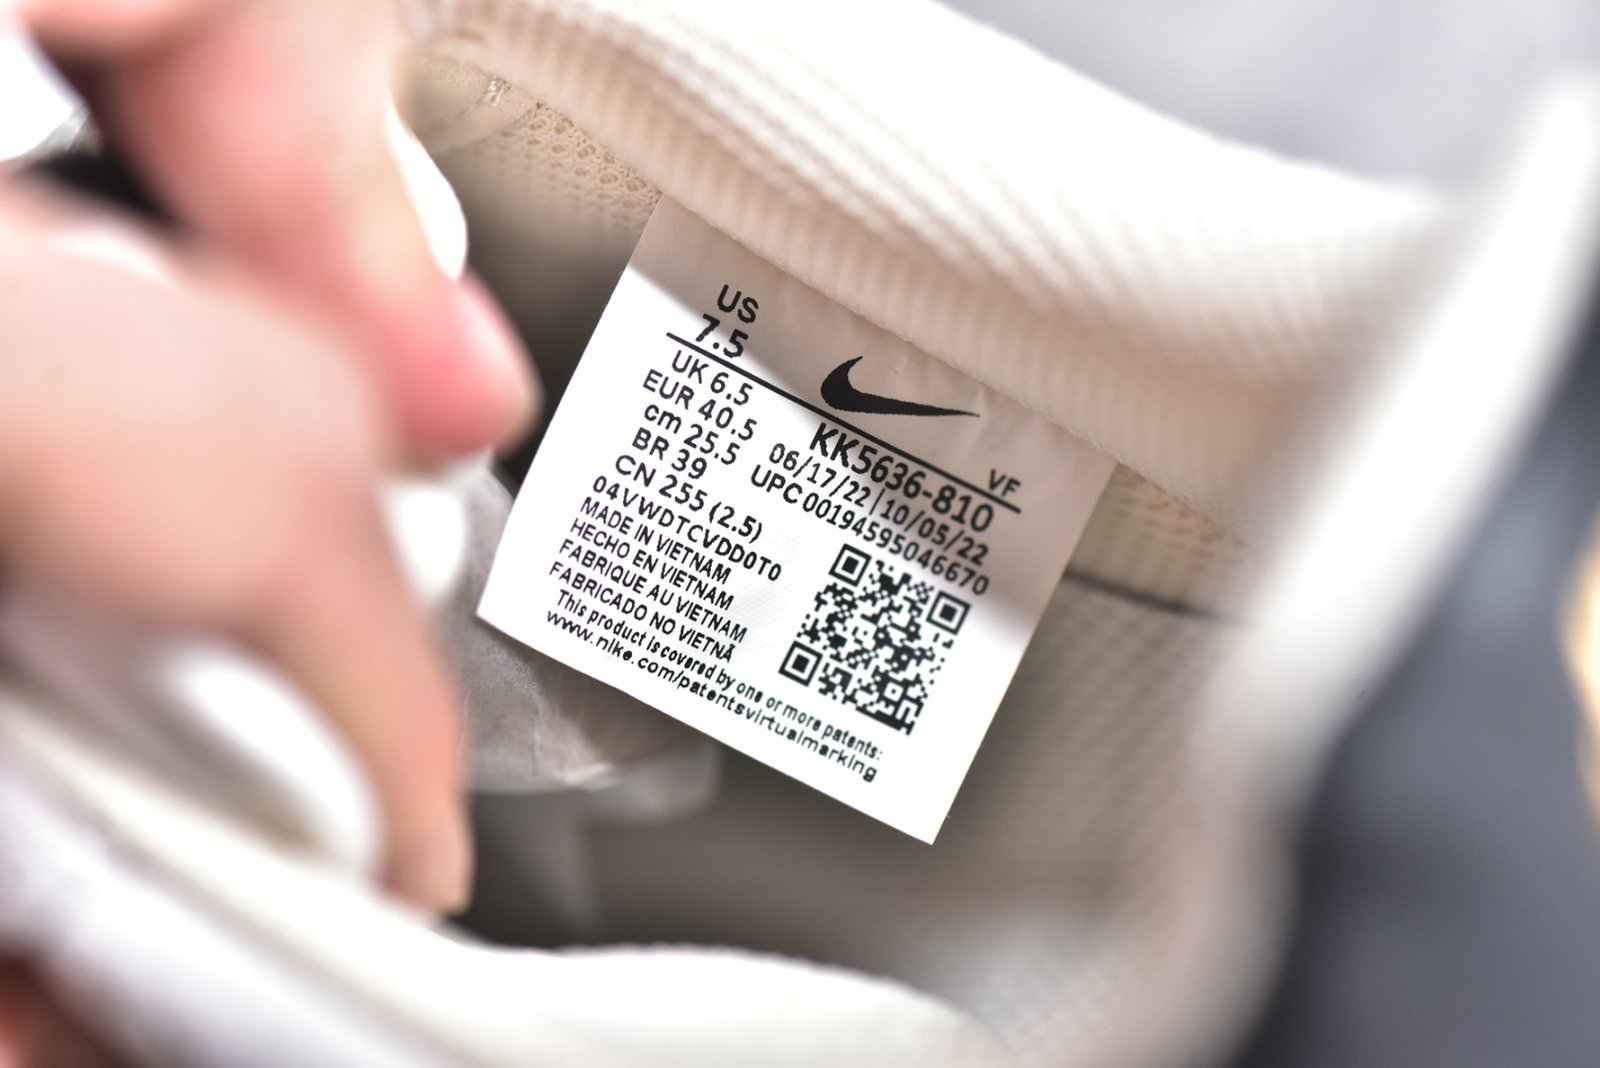 US
7.5
UK 6.5
EUR 40.5
cm 25.5
BR 39
CN 255 (2.5)
04VWDTCVDD0T0
MADE IN VIETNAM
HECHO EN VIETNAM
FABRIQUE AU VIETNAM
FABRICADO NO VIETNÃ
This product is covered by one or more patents:
www.nike.com/patentsvirtualmarking
VF
KK5636-810
06/17/22 | 10/05/22
UPC 00194595046670